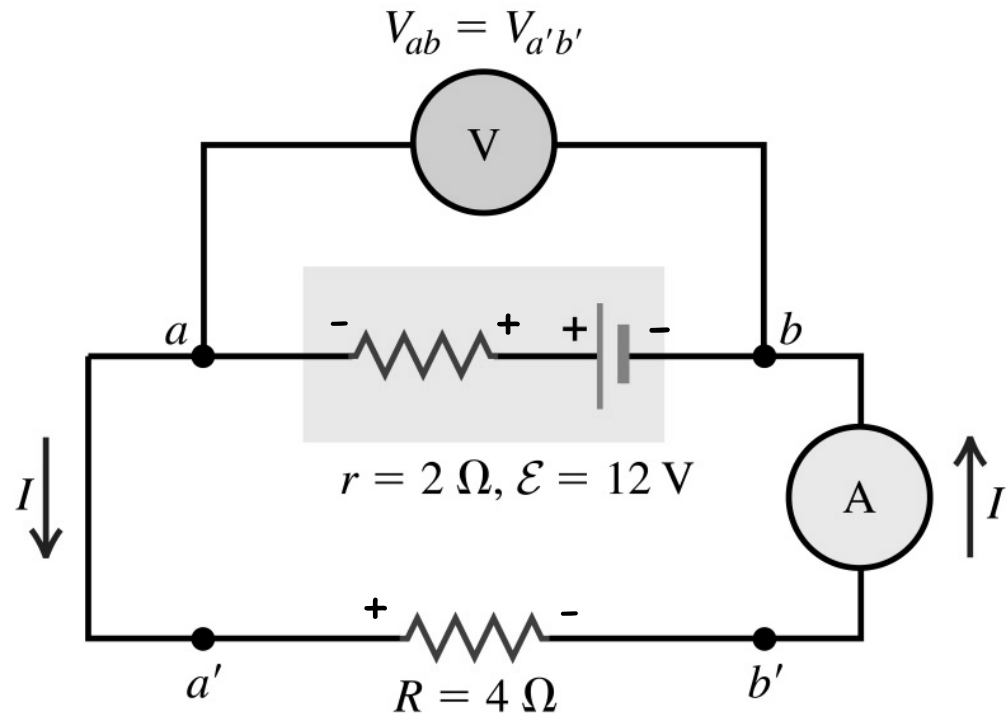 V_ab = V_a′b′
V
a - + + - b
r = 2 Ω, ℰ = 12 V
I A I
+ -
a′ b′
R = 4 Ω